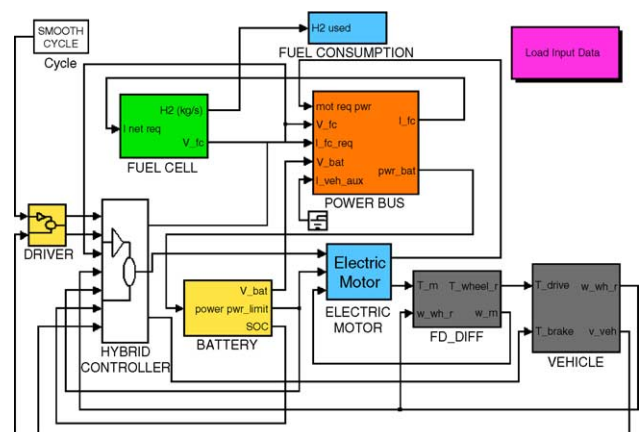 SMOOTH
CYCLE
Cycle
H2 used
FUEL CONSUMPTION
Load Input Data
H2 (kg/s)
I net req
V_fc
FUEL CELL
mot req pwr
V_fc
I_fc
I_fc_req
V_bat
pwr_bat
I_veh_aux
POWER BUS
DRIVER
HYBRID
CONTROLLER
V_bat
power pwr_limit
SOC
BATTERY
Electric
Motor
ELECTRIC
MOTOR
T_m T_wheel_r
w_wh_r w_m
FD_DIFF
T_drive w_wh_r
T_brake v_veh
VEHICLE